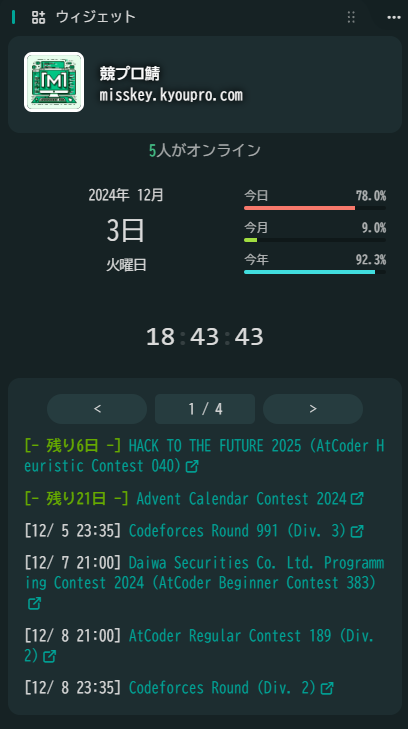 ウィジェット
競プロ鯖
misskey.kyoupro.com
5人がオンライン
2024年 12月
3日
火曜日
今日 78.0%
今月 9.0%
今年 92.3%
18:43:43
< 1 / 4 >
[- 残り6日 -] HACK TO THE FUTURE 2025 (AtCoder H
euristic Contest 040)
[- 残り21日 -] Advent Calendar Contest 2024
[12/ 5 23:35] Codeforces Round 991 (Div. 3)
[12/ 7 21:00] Daiwa Securities Co. Ltd. Programm
ing Contest 2024 (AtCoder Beginner Contest 383)
[12/ 8 21:00] AtCoder Regular Contest 189 (Div.
2)
[12/ 8 23:35] Codeforces Round (Div. 2)